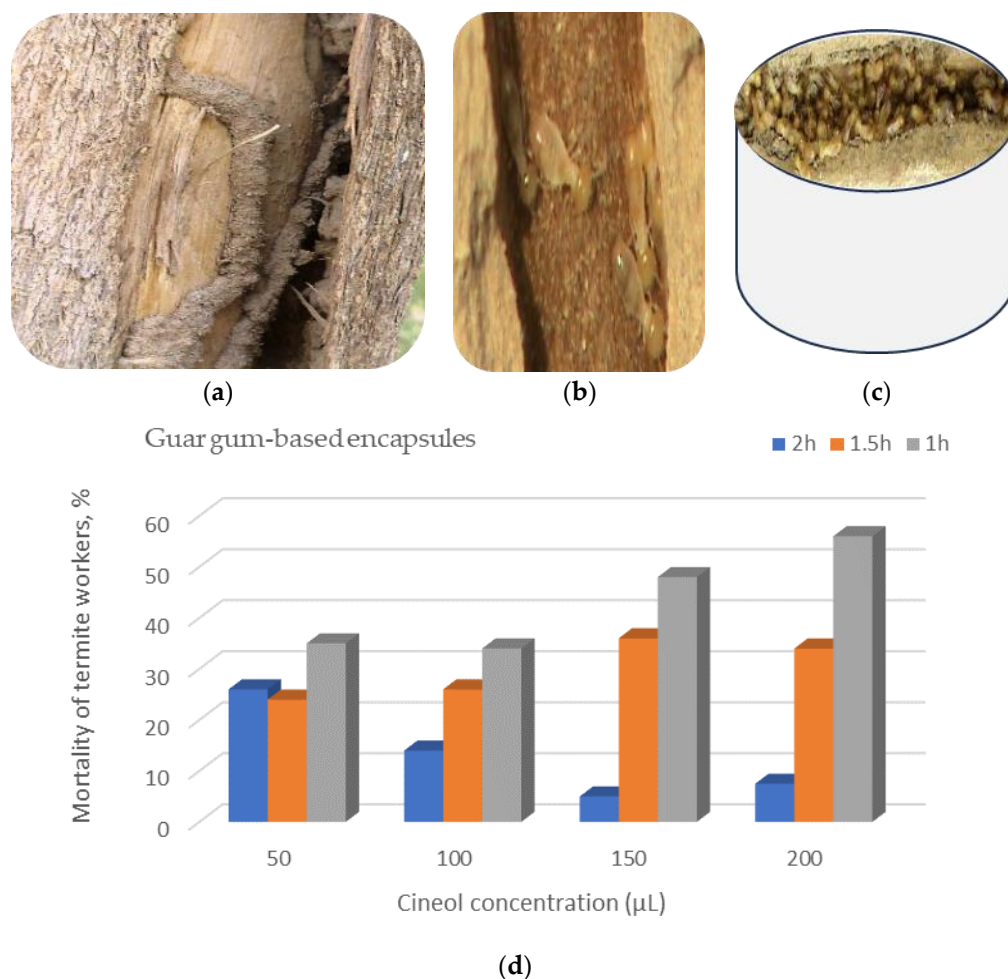 (a)
(b)
(c)
Guar gum-based encapsules
2h 1.5h 1h
Mortality of termite workers, %
60
50
40
30
20
10
0
50 100 150 200
Cineol concentration (µL)
(d)